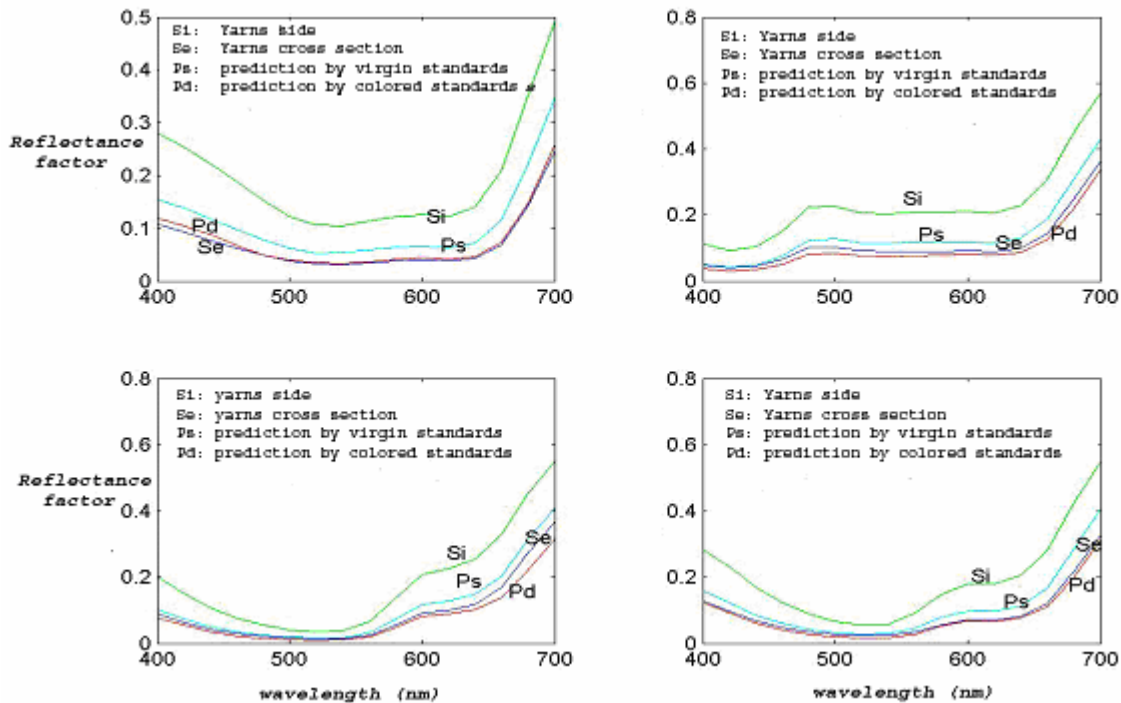 0.5
0.4
0.3
0.2
0.1
0
Reflectance
factor
Si: Yarns side
Se: Yarns cross section
Ps: prediction by virgin standards
Pd: prediction by colored standards
Si
Pd
Ps
Se
400
500
600
700
0.8
0.6
0.4
0.2
0
Si: Yarns side
Se: Yarns cross section
Ps: prediction by virgin standards
Pd: prediction by colored standards
Si
Ps
Se
Pd
400
500
600
700
0.8
0.6
0.4
0.2
0
Reflectance
factor
Si: yarns side
Se: yarns cross section
Ps: prediction by virgin standards
Pd: prediction by colored standards
Se
Si
Ps
Pd
400
500
600
700
wavelength (nm)
0.8
0.6
0.4
0.2
0
Si: Yarns side
Se: Yarns cross section
Ps: prediction by virgin standards
Pd: prediction by colored standards
Se
Si
Pd
Ps
400
500
600
700
wavelength (nm)